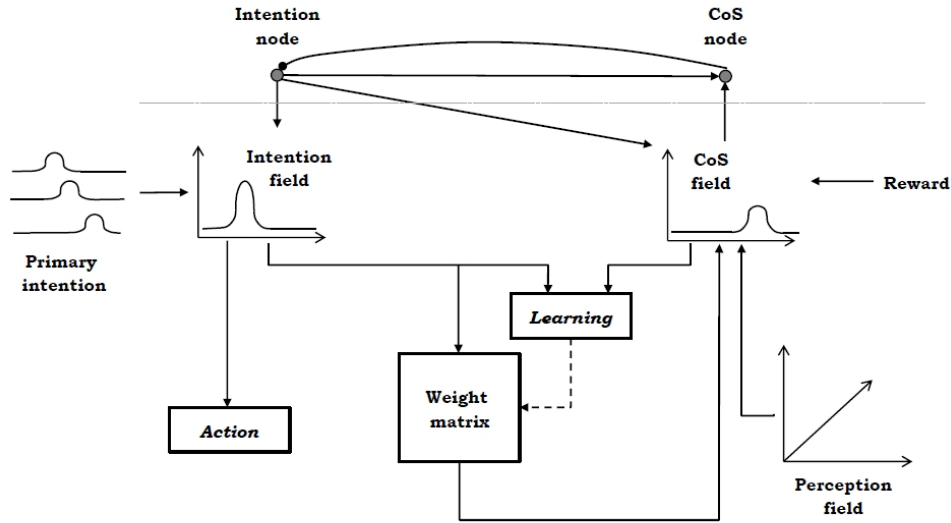 Intention
node
CoS
node
Intention
field
CoS
field
Reward
Primary
intention
Learning
Weight
matrix
Action
Perception
field